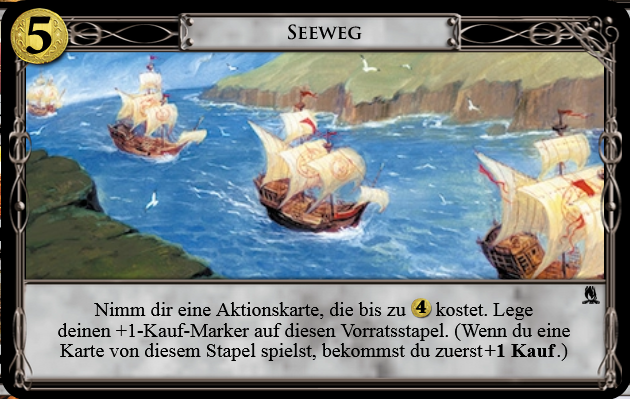 5
SEEWEG
Nimm dir eine Aktionskarte, die bis zu 4 kostet. Lege
deinen +1-Kauf-Marker auf diesen Vorratsstapel. (Wenn du eine
Karte von diesem Stapel spielst, bekommst du zuerst +1 Kauf.)